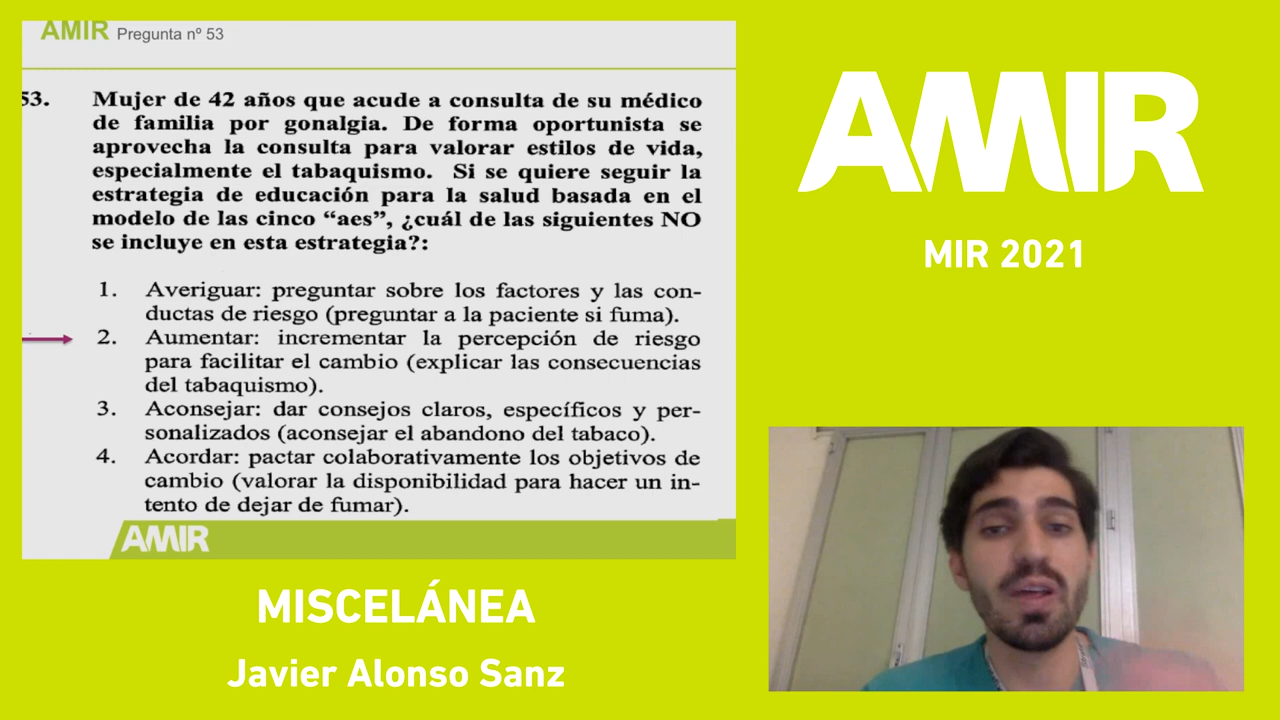 AMIR Pregunta nº 53
53. Mujer de 42 años que acude a consulta de su médico
de familia por gonalgia. De forma oportunista se
aprovecha la consulta para valorar estilos de vida,
especialmente el tabaquismo. Si se quiere seguir la
estrategia de educación para la salud basada en el
modelo de las cinco “aes”, ¿cuál de las siguientes NO
se incluye en esta estrategia?:
1. Averiguar: preguntar sobre los factores y las con-
ductas de riesgo (preguntar a la paciente si fuma).
2. Aumentar: incrementar la percepción de riesgo
para facilitar el cambio (explicar las consecuencias
del tabaquismo).
3. Aconsejar: dar consejos claros, específicos y per-
sonalizados (aconsejar el abandono del tabaco).
4. Acordar: pactar colaborativamente los objetivos de
cambio (valorar la disponibilidad para hacer un in-
tento de dejar de fumar).
AMIR
MISCELÁNEA
Javier Alonso Sanz
AMIR
MIR 2021